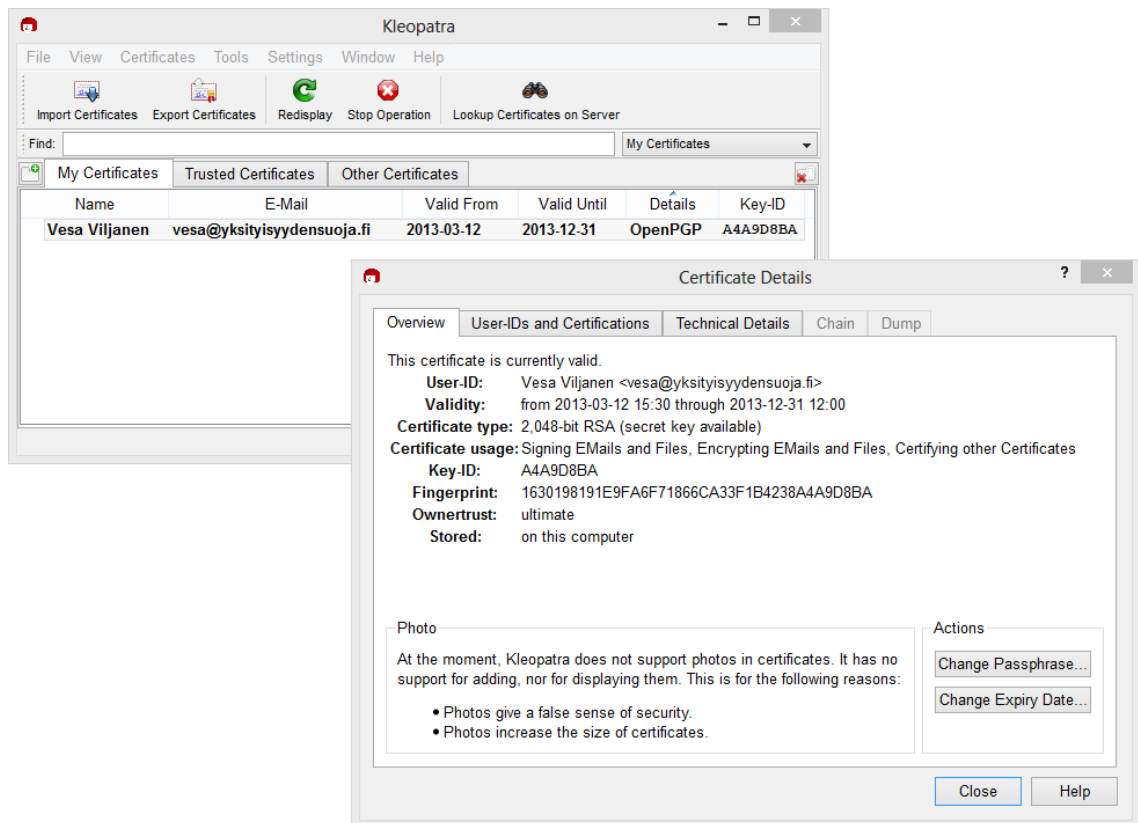 Kleopatra
File View Certificates Tools Settings Window Help
Import Certificates Export Certificates Redisplay Stop Operation Lookup Certificates on Server
Find: My Certificates
My Certificates Trusted Certificates Other Certificates
Name E-Mail Valid From Valid Until Details Key-ID
Vesa Viljanen vesa@yksityisyydensuoja.fi 2013-03-12 2013-12-31 OpenPGP A4A9D8BA
Certificate Details ?
Overview User-IDs and Certifications Technical Details Chain Dump
This certificate is currently valid.
User-ID: Vesa Viljanen <vesa@yksityisyydensuoja.fi>
Validity: from 2013-03-12 15:30 through 2013-12-31 12:00
Certificate type: 2,048-bit RSA (secret key available)
Certificate usage: Signing EMails and Files, Encrypting EMails and Files, Certifying other Certificates
Key-ID: A4A9D8BA
Fingerprint: 1630198191E9FA6F71866CA33F1B4238A4A9D8BA
Ownertrust: ultimate
Stored: on this computer
Photo
At the moment, Kleopatra does not support photos in certificates. It has no
support for adding, nor for displaying them. This is for the following reasons:
• Photos give a false sense of security.
• Photos increase the size of certificates.
Actions
Change Passphrase...
Change Expiry Date...
Close Help